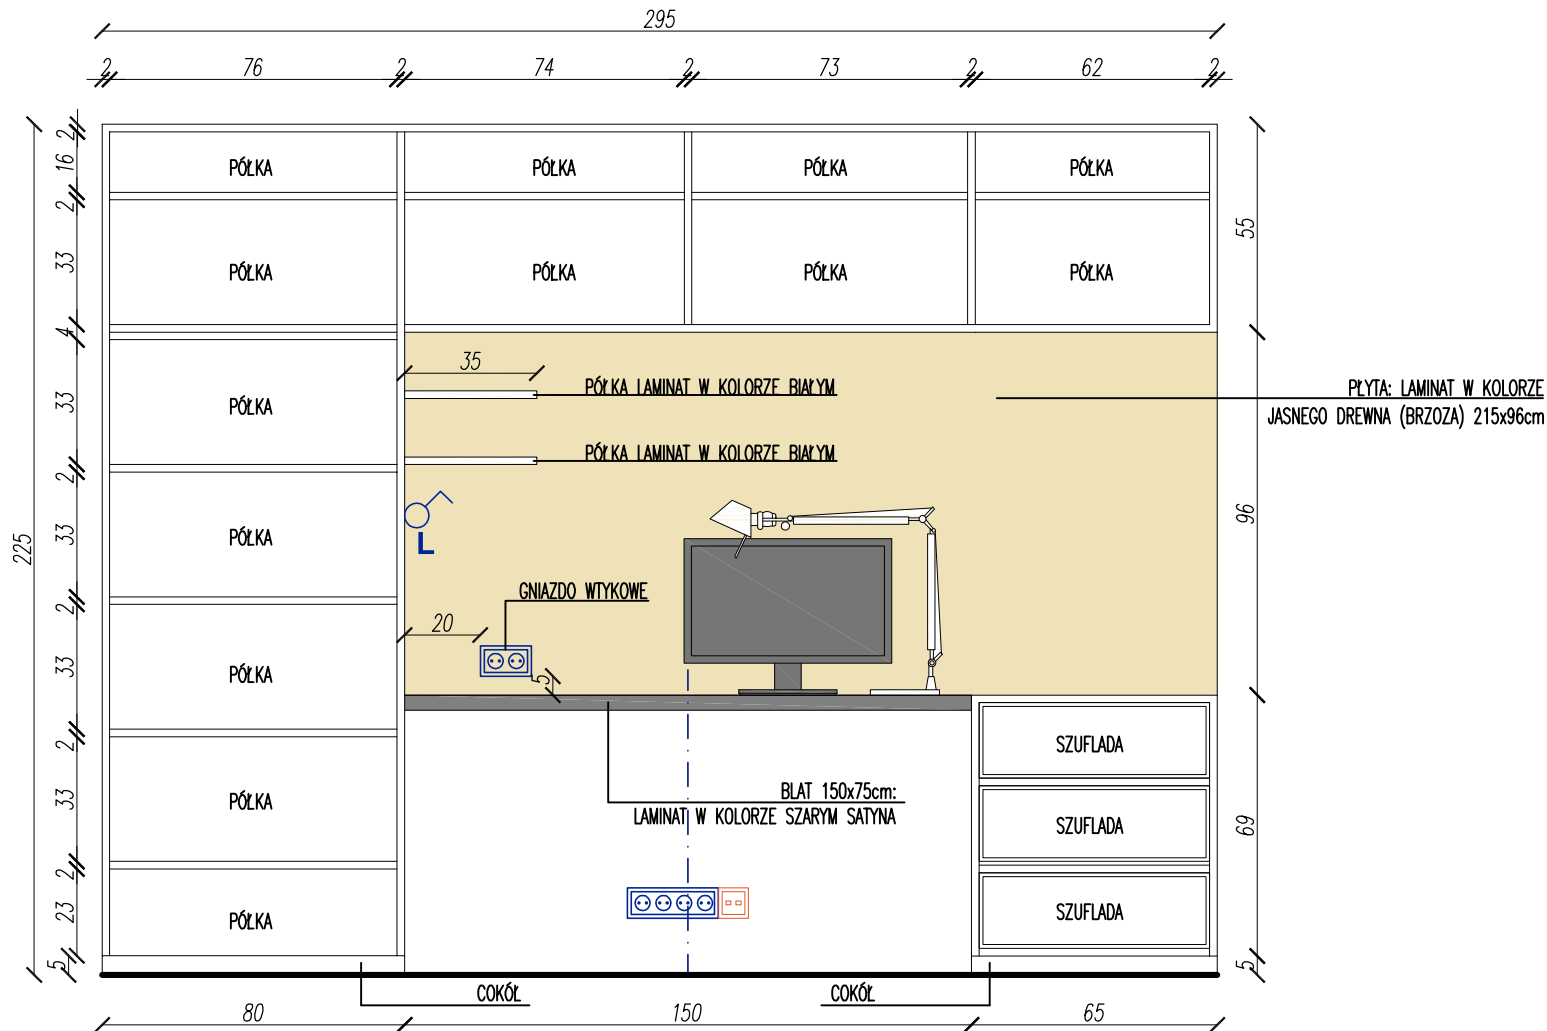 295
2 76 2 74 2 73 2 62 2
2
16
2
33
4
33
2
33
2
33
2
33
2
23
5
225
PÓŁKA PÓŁKA PÓŁKA PÓŁKA
PÓŁKA PÓŁKA PÓŁKA PÓŁKA
55
35
PÓŁKA LAMINAT W KOLORZE BIAŁYM
PŁYTA: LAMINAT W KOLORZE
JASNEGO DREWNA (BRZOZA) 215x96cm
PÓŁKA
PÓŁKA LAMINAT W KOLORZE BIAŁYM
96
PÓŁKA
L
GNIAZDO WTYKOWE
20
5
PÓŁKA
SZUFLADA
BLAT 150x75cm:
LAMINAT W KOLORZE SZARYM SATYNA
PÓŁKA
SZUFLADA
69
PÓŁKA
SZUFLADA
5
COKÓŁ COKÓŁ
80 150 65